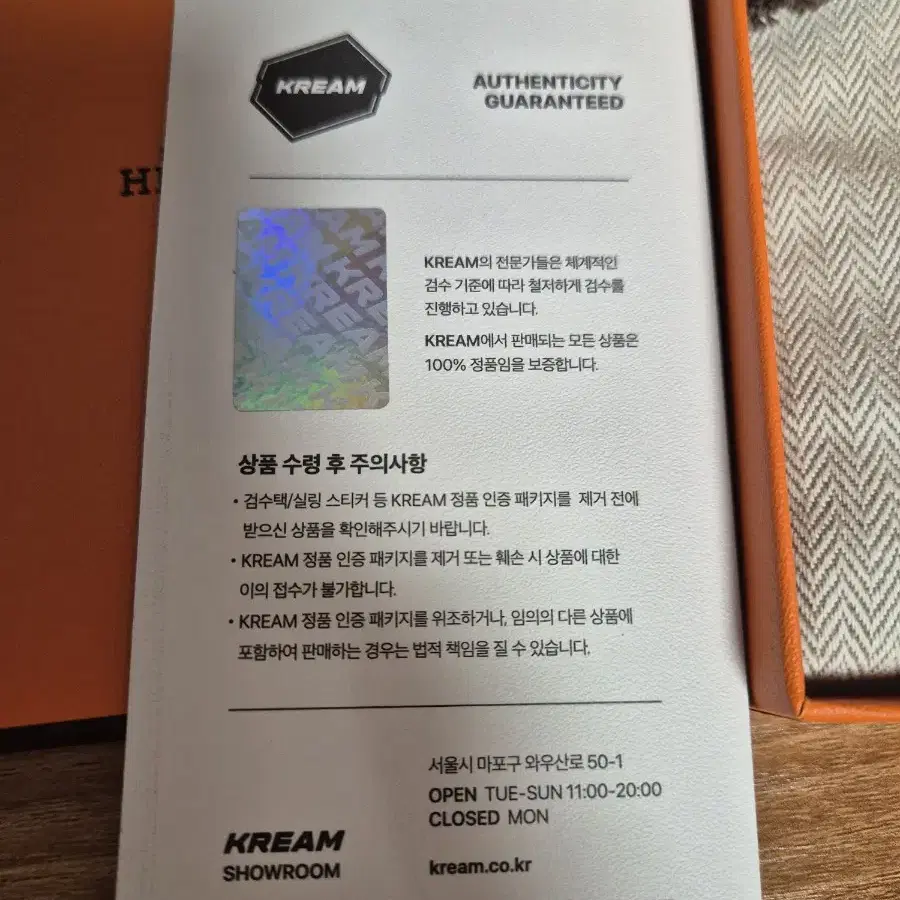 KREAM
AUTHENTICITY
GUARANTEED
KREAM의 전문가들은 체계적인
검수 기준에 따라 철저하게 검수를
진행하고 있습니다.
KREAM에서 판매되는 모든 상품은
100% 정품임을 보증합니다.
상품 수령 후 주의사항
• 검수택/실링 스티커 등 KREAM 정품 인증 패키지를 제거 전에
받으신 상품을 확인해주시기 바랍니다.
• KREAM 정품 인증 패키지를 제거 또는 훼손 시 상품에 대한
이의 접수가 불가합니다.
• KREAM 정품 인증 패키지를 위조하거나, 임의의 다른 상품에
포함하여 판매하는 경우는 법적 책임을 질 수 있습니다.
서울시 마포구 와우산로 50-1
OPEN TUE-SUN 11:00-20:00
CLOSED MON
KREAM
SHOWROOM
kream.co.kr